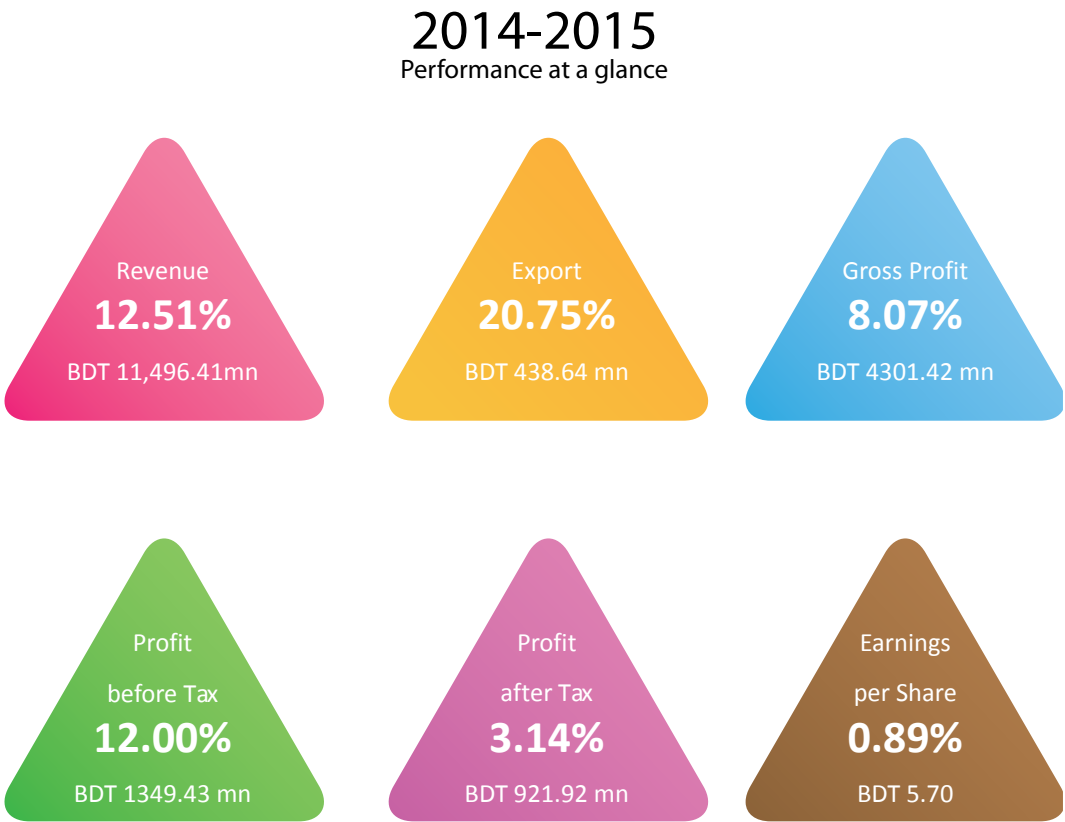 2014-2015
Performance at a glance
Revenue
12.51%
BDT 11,496.41mn
Export
20.75%
BDT 438.64 mn
Gross Profit
8.07%
BDT 4301.42 mn
Profit
before Tax
12.00%
BDT 1349.43 mn
Profit
after Tax
3.14%
BDT 921.92 mn
Earnings
per Share
0.89%
BDT 5.70